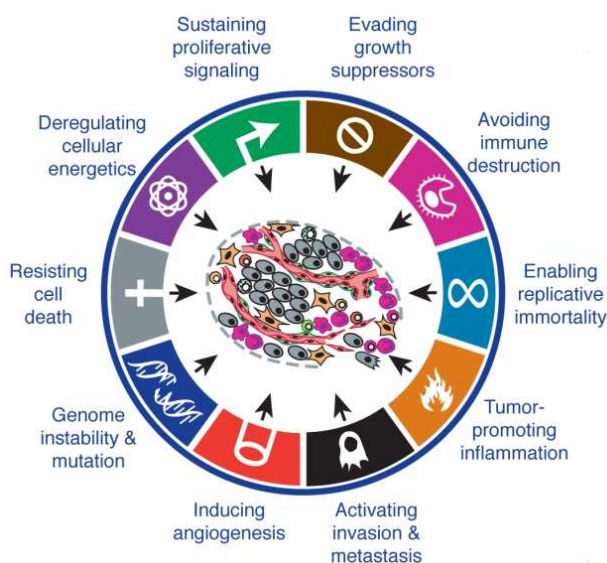 Sustaining
proliferative
signaling
Evading
growth
suppressors
Avoiding
immune
destruction
Enabling
replicative
immortality
Tumor-
promoting
inflammation
Activating
invasion &
metastasis
Inducing
angiogenesis
Genome
instability &
mutation
Resisting
cell
death
Deregulating
cellular
energetics